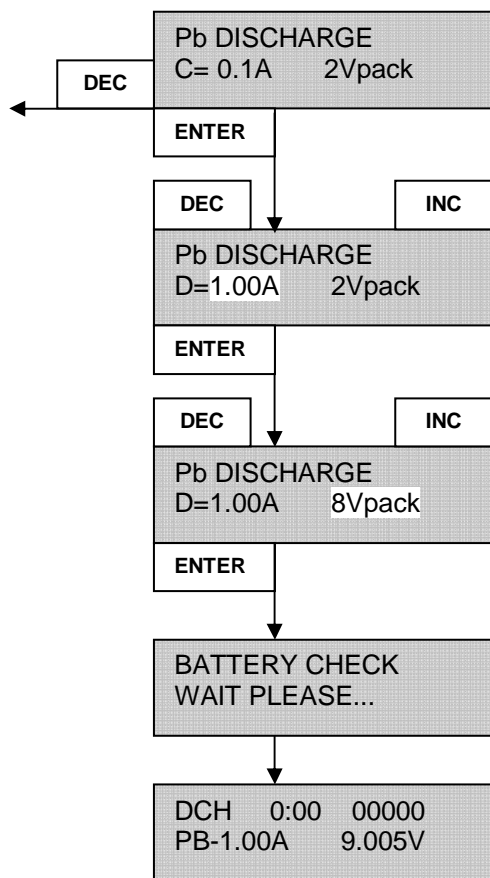 Pb DISCHARGE
C= 0.1A 2Vpack
DEC
ENTER
DEC INC
Pb DISCHARGE
D=1.00A 2Vpack
ENTER
DEC INC
Pb DISCHARGE
D=1.00A 8Vpack
ENTER
BATTERY CHECK
WAIT PLEASE...
DCH 0:00 00000
PB-1.00A 9.005V